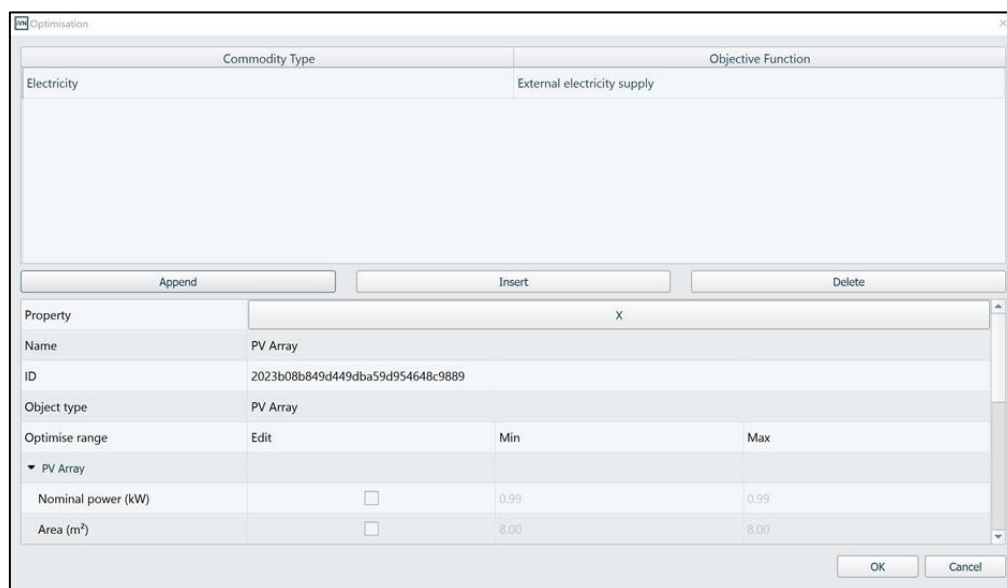 iVN Optimisation
Commodity Type Objective Function
Electricity External electricity supply
Append Insert Delete
Property X
Name PV Array
ID 2023b08b849d449dba59d954648c9889
Object type PV Array
Optimise range Edit Min Max
PV Array
Nominal power (kW) 0.99 0.99
Area (m²) 8.00 8.00
OK Cancel